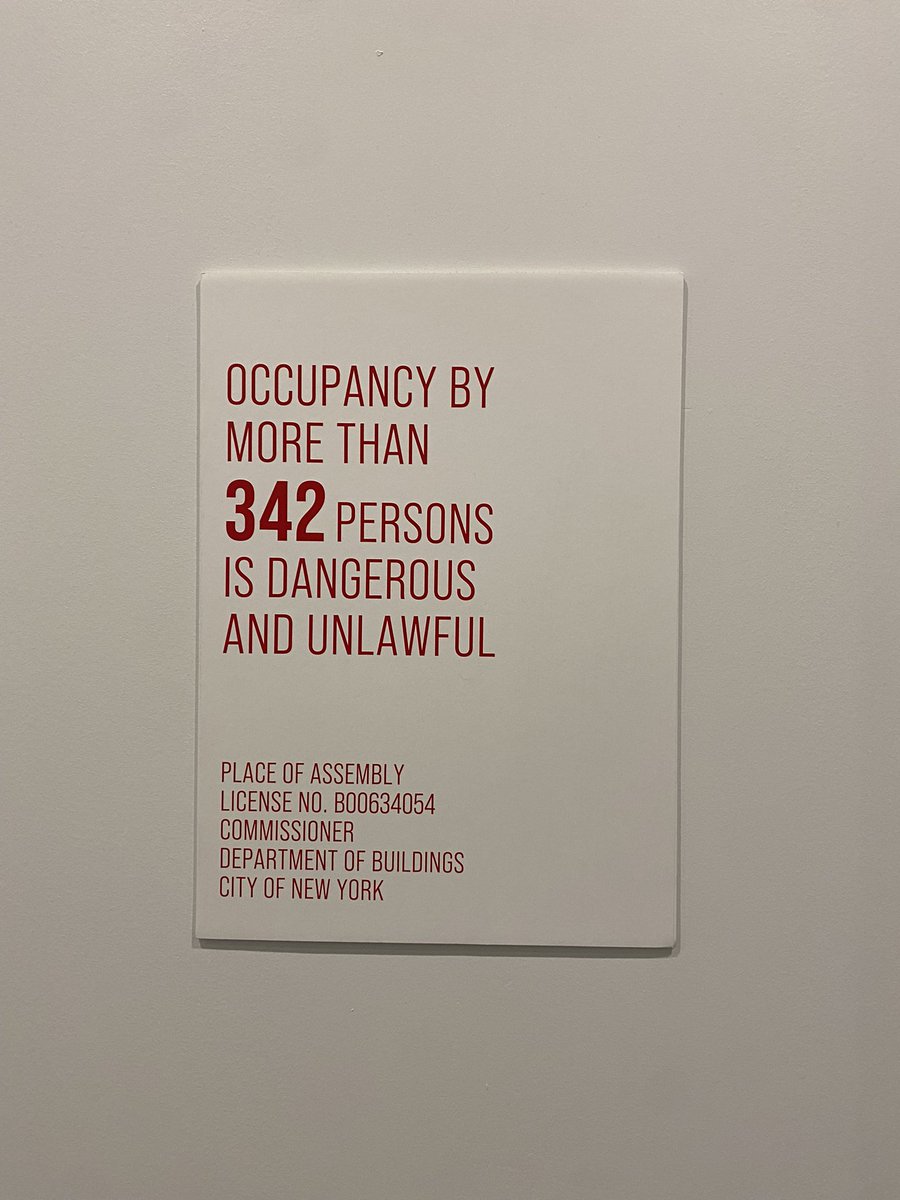 OCCUPANCY BY
MORE THAN
342 PERSONS
IS DANGEROUS
AND UNLAWFUL
PLACE OF ASSEMBLY
LICENSE NO. B00634054
COMMISSIONER
DEPARTMENT OF BUILDINGS
CITY OF NEW YORK